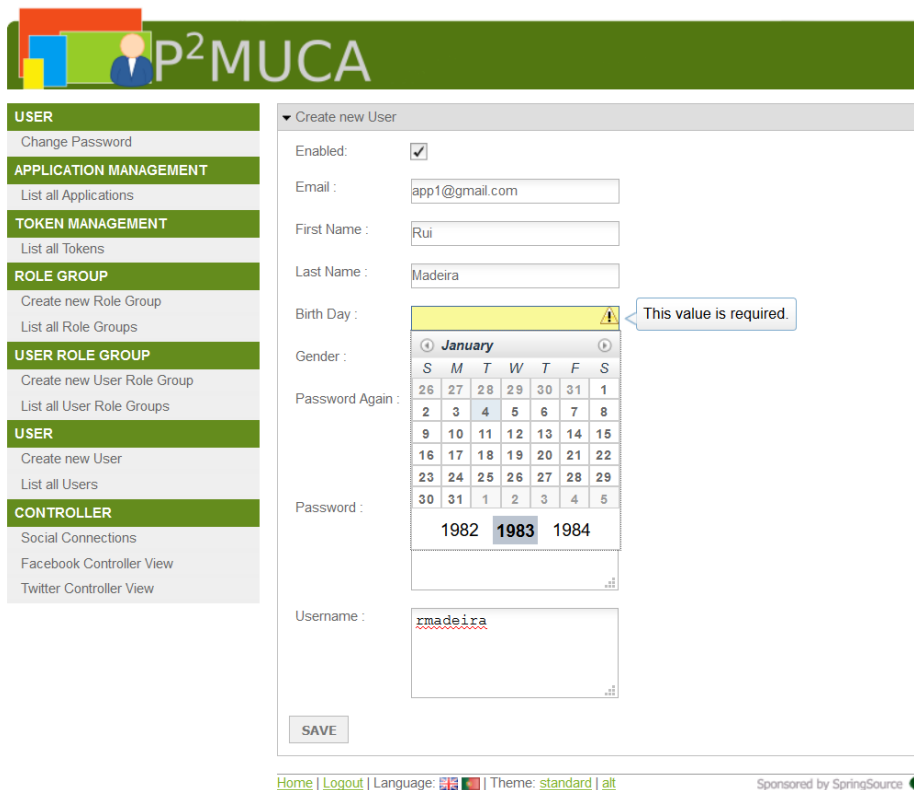 P²MUCA
USER
Change Password
APPLICATION MANAGEMENT
List all Applications
TOKEN MANAGEMENT
List all Tokens
ROLE GROUP
Create new Role Group
List all Role Groups
USER ROLE GROUP
Create new User Role Group
List all User Role Groups
USER
Create new User
List all Users
CONTROLLER
Social Connections
Facebook Controller View
Twitter Controller View
Create new User
Enabled:
Email : app1@gmail.com
First Name : Rui
Last Name : Madeira
Birth Day : This value is required.
January
S M T W T F S
26 27 28 29 30 31 1
2 3 4 5 6 7 8
9 10 11 12 13 14 15
16 17 18 19 20 21 22
23 24 25 26 27 28 29
30 31 1 2 3 4 5
1982 1983 1984
Gender :
Password Again :
Password :
Username : rmadeira
SAVE
Home | Logout | Language: | Theme: standard | alt
Sponsored by SpringSource